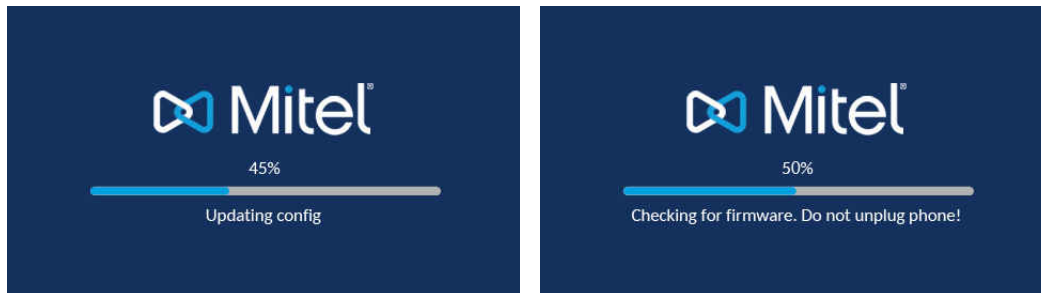 Mitel®
45%
Updating config
Mitel®
50%
Checking for firmware. Do not unplug phone!